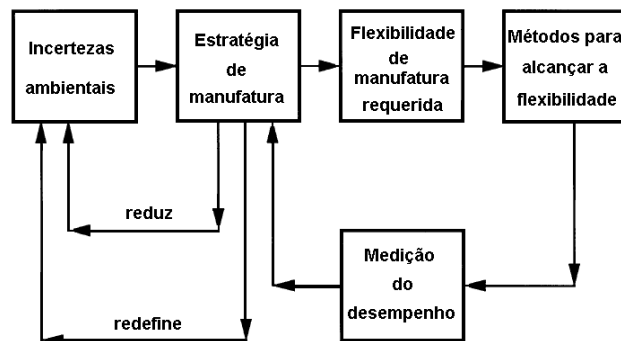 Incertezas
ambientais
Estratégia
de
manufatura
Flexibilidade
de
manufatura
requerida
Métodos para
alcançar a
flexibilidade
reduz
redefine
Medição
do
desempenho